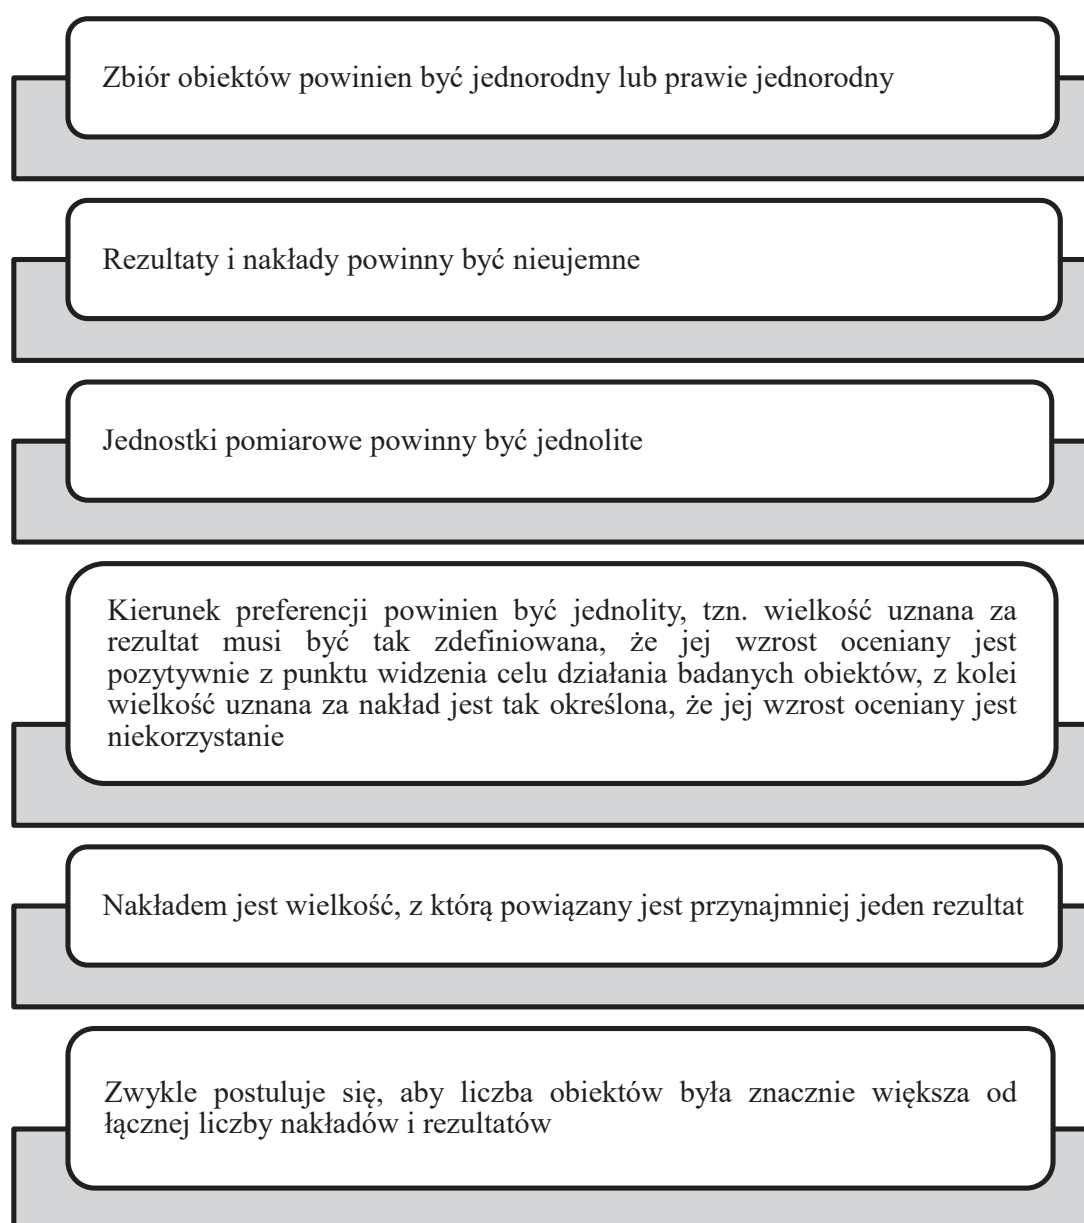 Zbiór obiektów powinien być jednorodny lub prawie jednorodny
Rezultaty i nakłady powinny być nieujemne
Jednostki pomiarowe powinny być jednolite
Kierunek preferencji powinien być jednolity, tzn. wielkość uznana za
rezultat musi być tak zdefiniowana, że jej wzrost oceniany jest
pozytywnie z punktu widzenia celu działania badanych obiektów, z kolei
wielkość uznana za nakład jest tak określona, że jej wzrost oceniany jest
niekorzystanie
Nakładem jest wielkość, z którą powiązany jest przynajmniej jeden rezultat
Zwykle postuluje się, aby liczba obiektów była znacznie większa od
łącznej liczby nakładów i rezultatów